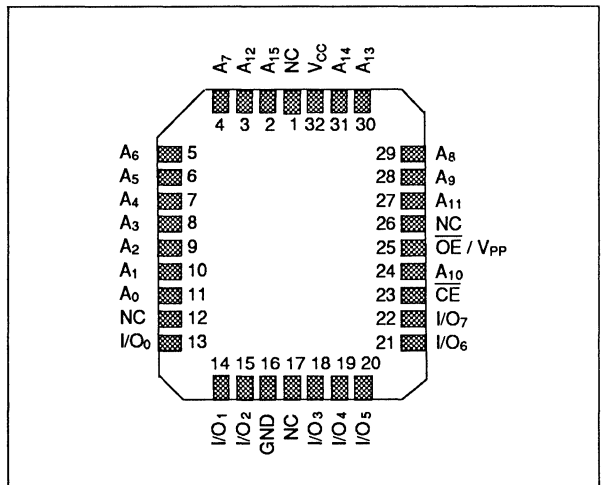 A7 A12 A15 NC VCC A14 A13
4 3 2 1 32 31 30
A6 5
A5 6
A4 7
A3 8
A2 9
A1 10
A0 11
NC 12
I/O0 13
29 A8
28 A9
27 A11
26 NC
25 OE / VPP
24 A10
23 CE
22 I/O7
21 I/O6
14 15 16 17 18 19 20
I/O1 I/O2 GND NC I/O3 I/O4 I/O5